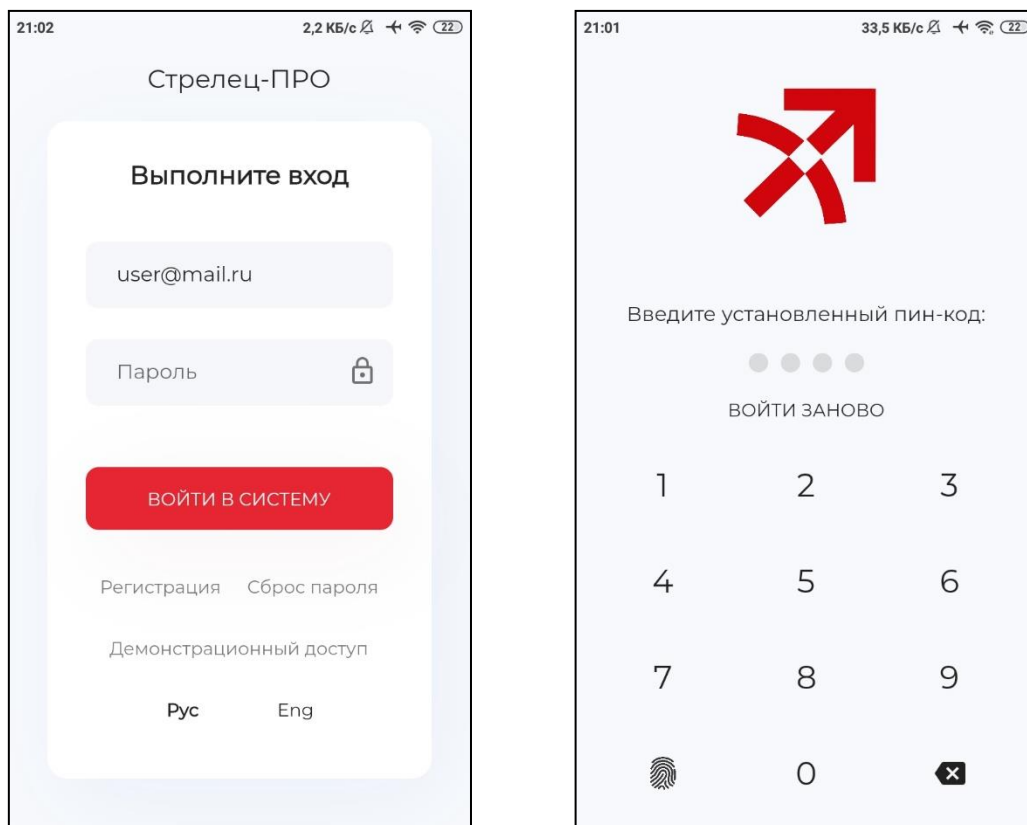 21:02 2,2 КБ/с 22
Стрелец-ПРО
Выполните вход
user@mail.ru
Пароль
ВОЙТИ В СИСТЕМУ
Регистрация Сброс пароля
Демонстрационный доступ
Рус Eng
21:01 33,5 КБ/с 22
Введите установленный пин-код:
ВОЙТИ ЗАНОВО
1 2 3
4 5 6
7 8 9
0